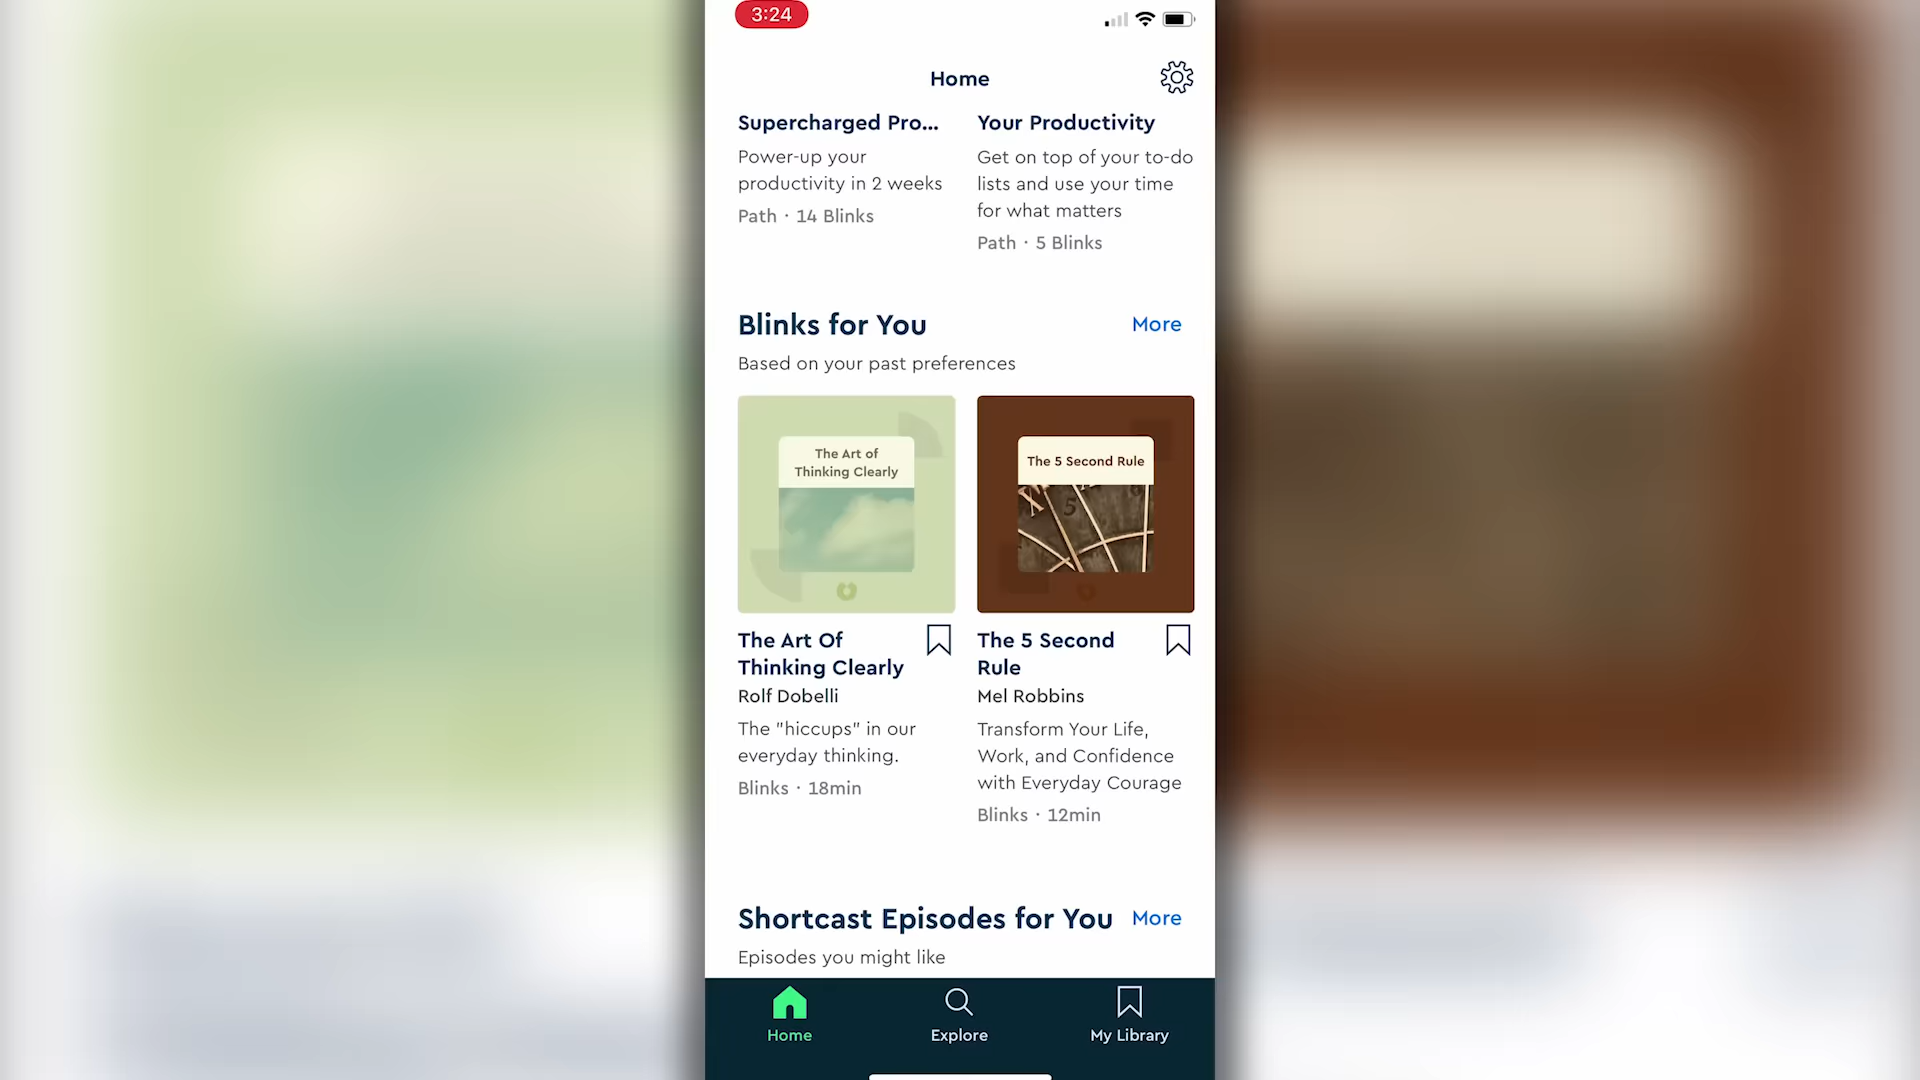 3:24
Home
Supercharged Pro...
Power-up your
productivity in 2 weeks
Path · 14 Blinks
Your Productivity
Get on top of your to-do
lists and use your time
for what matters
Path · 5 Blinks
Blinks for You
More
Based on your past preferences
The Art of
Thinking Clearly
The 5 Second Rule
5
The Art Of
Thinking Clearly
Rolf Dobelli
The "hiccups" in our
everyday thinking.
Blinks · 18min
The 5 Second
Rule
Mel Robbins
Transform Your Life,
Work, and Confidence
with Everyday Courage
Blinks · 12min
Shortcast Episodes for You
More
Episodes you might like
Home
Explore
My Library